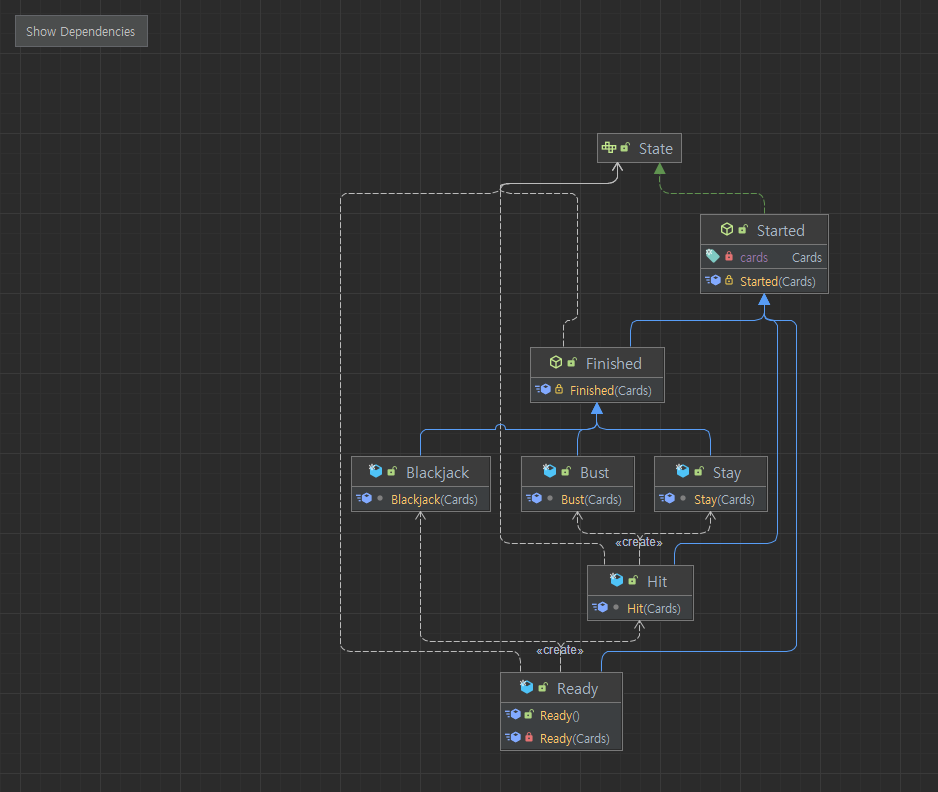 Show Dependencies
State
Started
cards Cards
Started(Cards)
Finished
Finished(Cards)
Blackjack
Blackjack(Cards)
Bust
Bust(Cards)
Stay
Stay(Cards)
«create»
Hit
Hit(Cards)
«create»
Ready
Ready()
Ready(Cards)